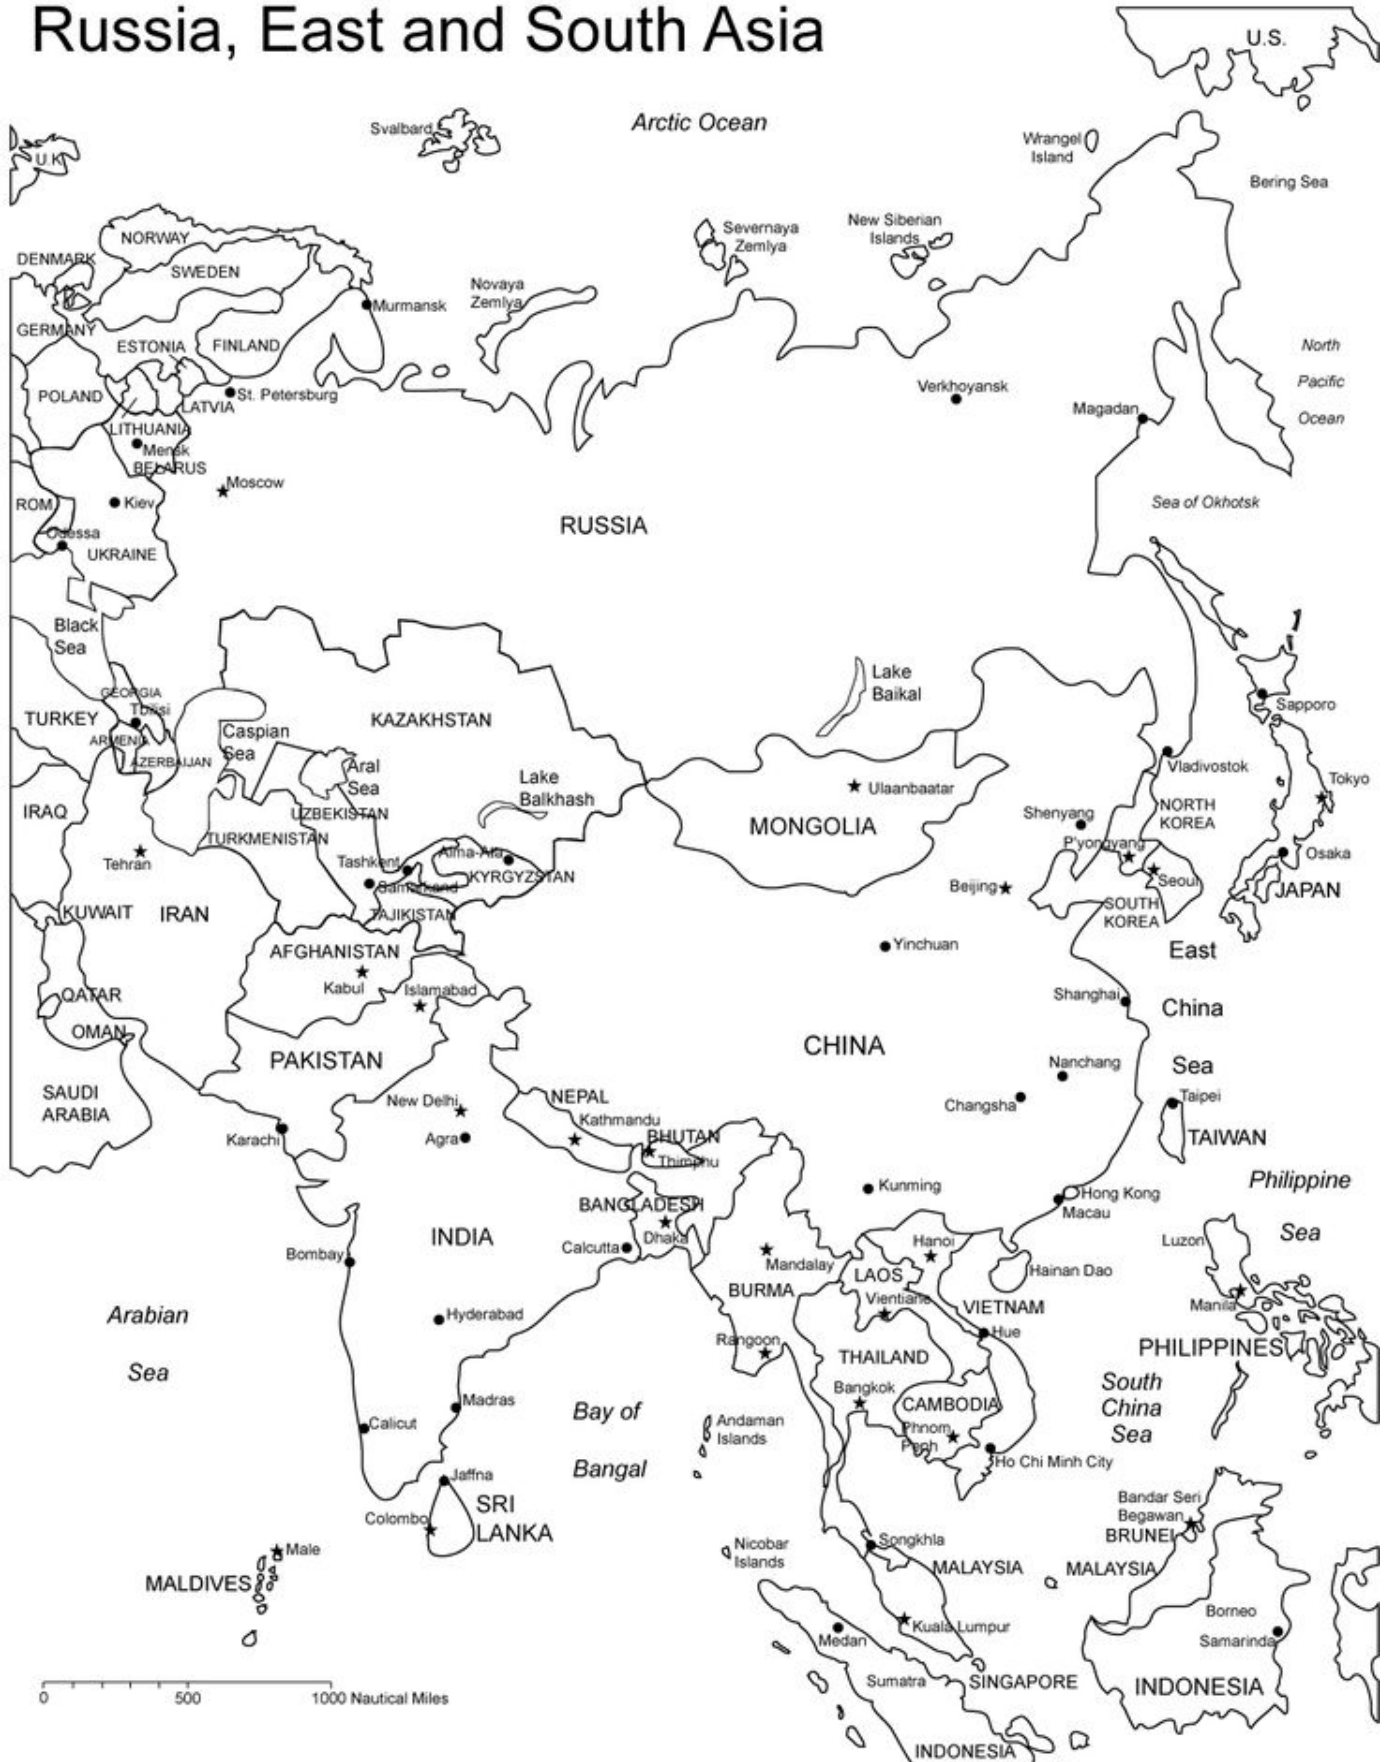 Russia, East and South Asia
U.S.
Arctic Ocean
Svalbard
U.K.
Wrangel
Island
Bering Sea
Severnaya
Zemlya
New Siberian
Islands
NORWAY
DENMARK
SWEDEN
Novaya
Zemlya
Murmansk
GERMANY
ESTONIA
FINLAND
North
Pacific
Ocean
Verkhoyansk
POLAND
St. Petersburg
LATVIA
Magadan
LITHUANIA
Mensk
BELARUS
Moscow
ROM.
Kiev
Sea of Okhotsk
RUSSIA
Odessa
UKRAINE
Black
Sea
Lake
Baikal
GEORGIA
Tbilisi
TURKEY
KAZAKHSTAN
Sapporo
ARMENIA
Caspian
Sea
AZERBAIJAN
Aral
Sea
Lake
Balkhash
Vladivostok
Tokyo
Ulaanbaatar
IRAQ
UZBEKISTAN
MONGOLIA
Shenyang
NORTH
KOREA
TURKMENISTAN
P'yongyang
Tehran
Tashkent
Alma-Ata
Osaka
Samarkand
KYRGYZSTAN
Beijing
Seoul
JAPAN
KUWAIT
IRAN
TAJIKISTAN
SOUTH
KOREA
AFGHANISTAN
Yinchuan
East
China
Sea
Kabul
Islamabad
QATAR
Shanghai
OMAN
PAKISTAN
CHINA
Nanchang
SAUDI
ARABIA
New Delhi
NEPAL
Kathmandu
Changsha
Taipei
Karachi
Agra
BHUTAN
Thimphu
TAIWAN
Kunming
Hong Kong
Macau
Philippine
Sea
BANGLADESH
Dhaka
INDIA
Calcutta
Bombay
Hanoi
Luzon
Mandalay
LAOS
Hainan Dao
BURMA
Vientiane
VIETNAM
Manila
Arabian
Sea
Hyderabad
Rangoon
Hue
PHILIPPINES
THAILAND
Bangkok
South
China
Sea
Madras
Bay of
Bangal
Andaman
Islands
CAMBODIA
Calicut
Phnom
Penh
Ho Chi Minh City
Jaffna
SRI
LANKA
Colombo
Bandar Seri
Begawan
BRUNEI
Male
MALDIVES
Nicobar
Islands
Songkhla
MALAYSIA
MALAYSIA
Borneo
Kuala Lumpur
Medan
Samarinda
Sumatra
SINGAPORE
INDONESIA
0 500 1000 Nautical Miles
INDONESIA